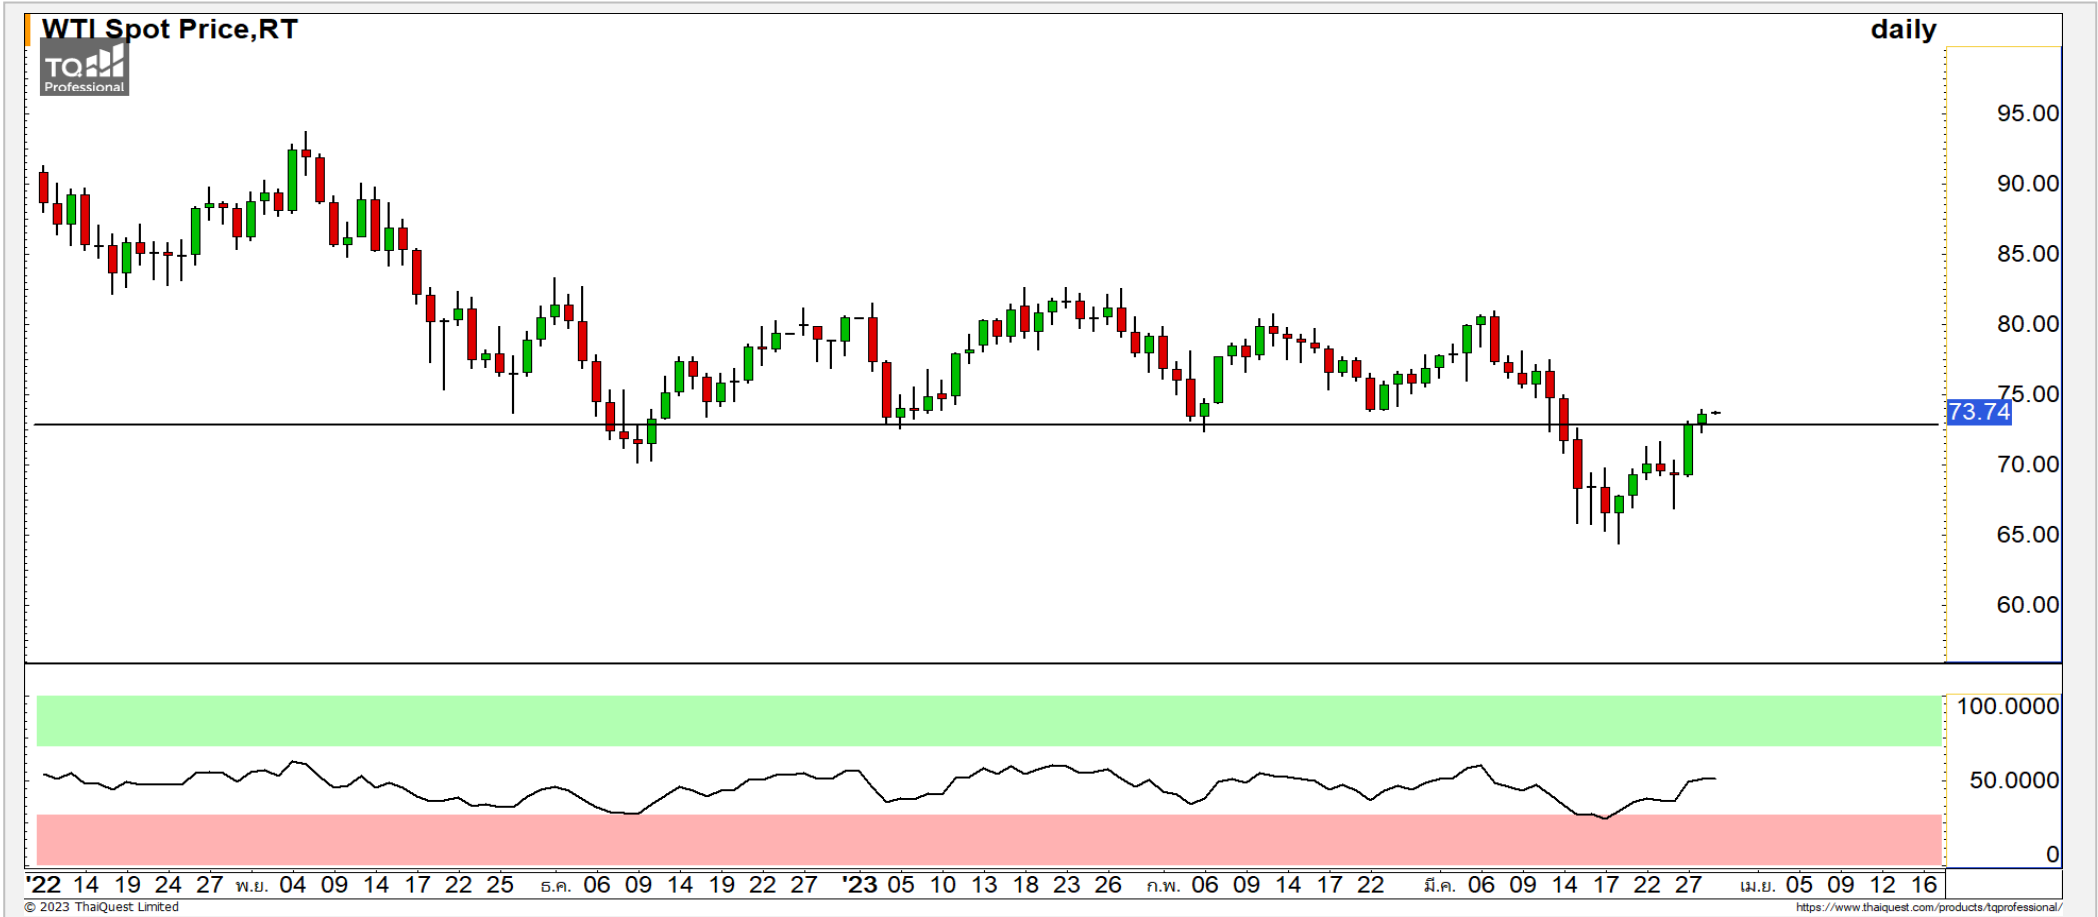 WTI Spot Price,RT
daily
TQ
Professional
95.00
90.00
85.00
80.00
75.00
73.74
70.00
65.00
60.00
100.0000
50.0000
0
'22 14 19 24 27 พ.ย. 04 09 14 17 22 25 ธ.ค. 06 09 14 19 22 27 '23 05 10 13 18 23 26 ก.พ. 06 09 14 17 22 มี.ค. 06 09 14 17 22 27 เม.ย. 05 09 12 16
© 2023 ThaiQuest Limited
https://www.thaiquest.com/products/tqprofessional/